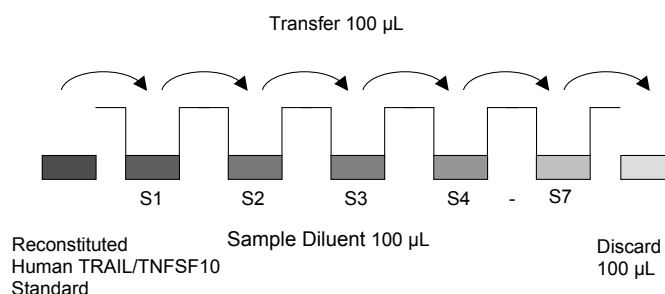 Transfer 100 µL
S1 S2 S3 S4 - S7
Sample Diluent 100 µL
Reconstituted
Human TRAIL/TNFSF10
Standard
Discard
100 µL